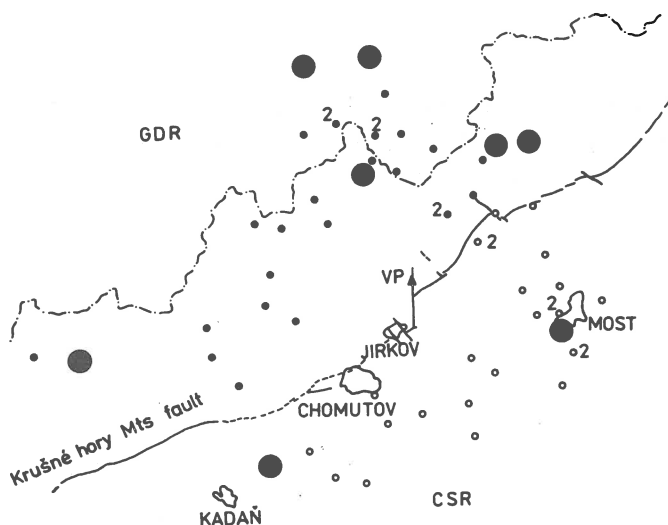 2
2
GDR
2
2
VP
2
MOST
2
JIRKOV
CHOMUTOV
Krušné hory Mts fault
CSR
KADAŇ